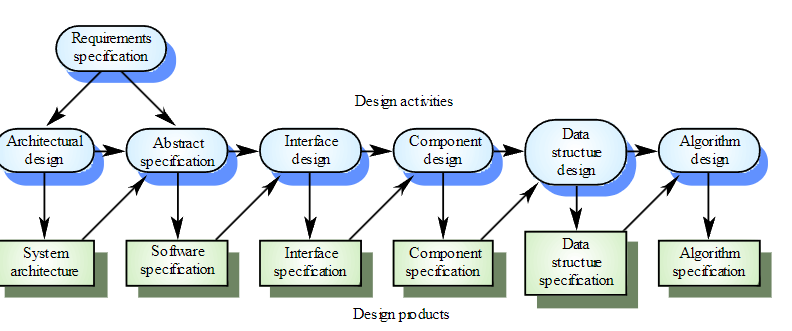 Requirements
specification
Design activities
Architectural
design
Abstract
specification
Interface
design
Component
design
Data
structure
design
Algorithm
design
System
architecture
Software
specification
Interface
specification
Component
specification
Data
structure
specification
Algorithm
specification
Design products